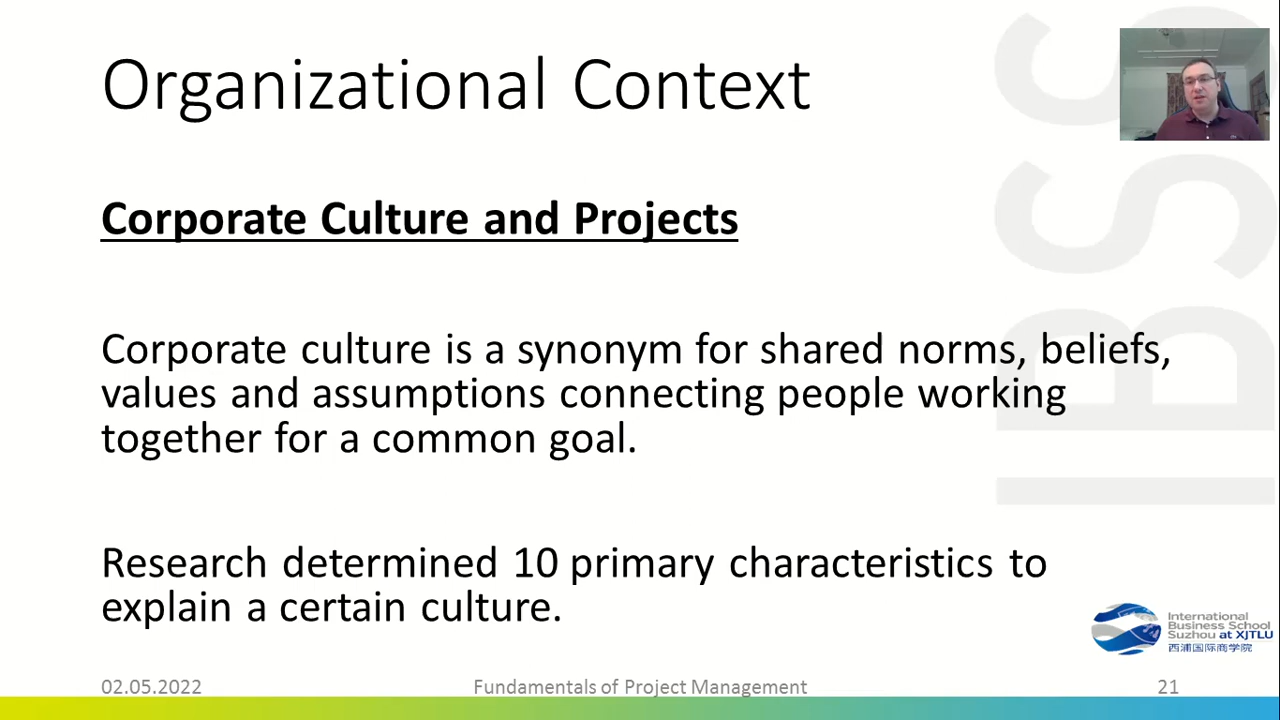 Organizational Context
Corporate Culture and Projects
Corporate culture is a synonym for shared norms, beliefs,
values and assumptions connecting people working
together for a common goal.
Research determined 10 primary characteristics to
explain a certain culture.
IBSS
International
Business School
Suzhou at XJTLU
西浦国际商学院
02.05.2022
Fundamentals of Project Management
21